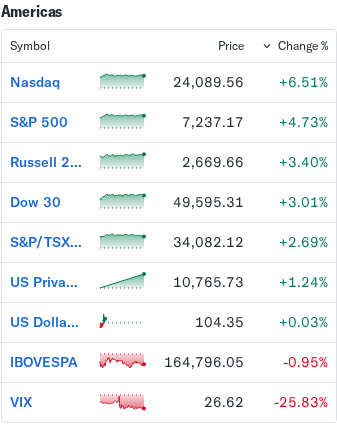 Americas
Symbol Price Change %
Nasdaq 24,089.56 +6.51%
S&P 500 7,237.17 +4.73%
Russell 2... 2,669.66 +3.40%
Dow 30 49,595.31 +3.01%
S&P/TSX... 34,082.12 +2.69%
US Priva... 10,765.73 +1.24%
US Dolla... 104.35 +0.03%
IBOVESPA 164,796.05 -0.95%
VIX 26.62 -25.83%